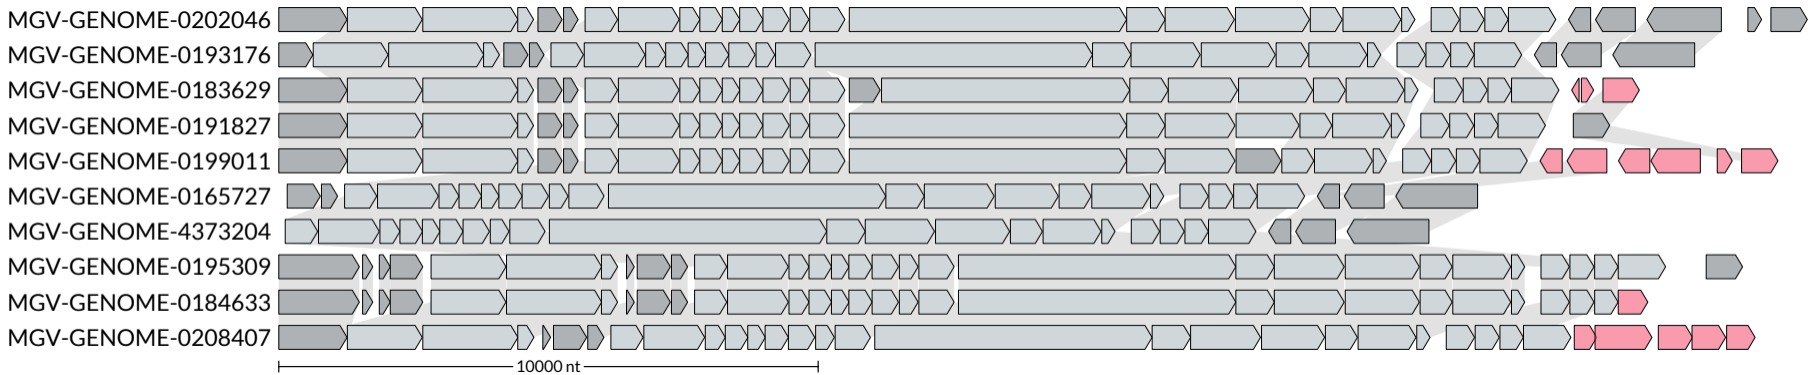 MGV-GENOME-0202046
MGV-GENOME-0193176
MGV-GENOME-0183629
MGV-GENOME-0191827
MGV-GENOME-0199011
MGV-GENOME-0165727
MGV-GENOME-4373204
MGV-GENOME-0195309
MGV-GENOME-0184633
MGV-GENOME-0208407
10000 nt